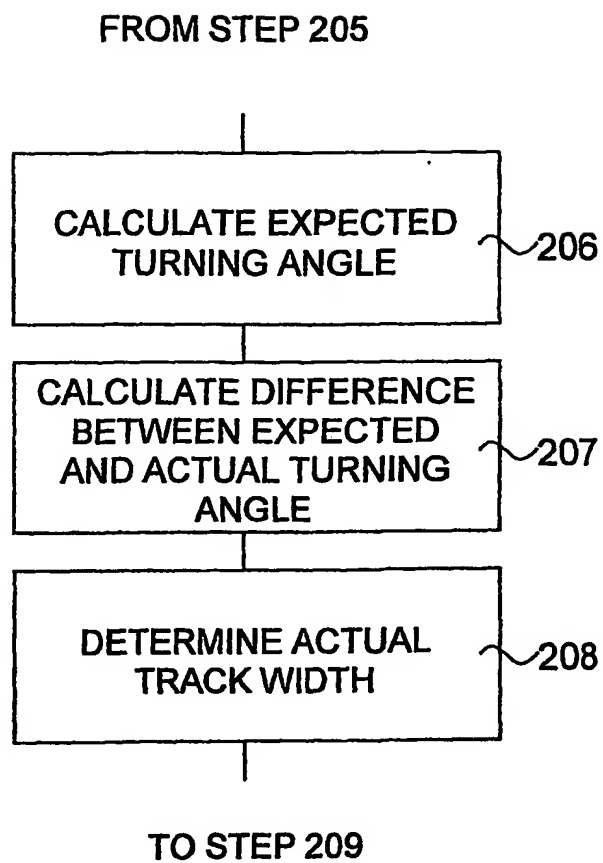 FROM STEP 205
CALCULATE EXPECTED
TURNING ANGLE
206
CALCULATE DIFFERENCE
BETWEEN EXPECTED
AND ACTUAL TURNING
ANGLE
207
DETERMINE ACTUAL
TRACK WIDTH
208
TO STEP 209